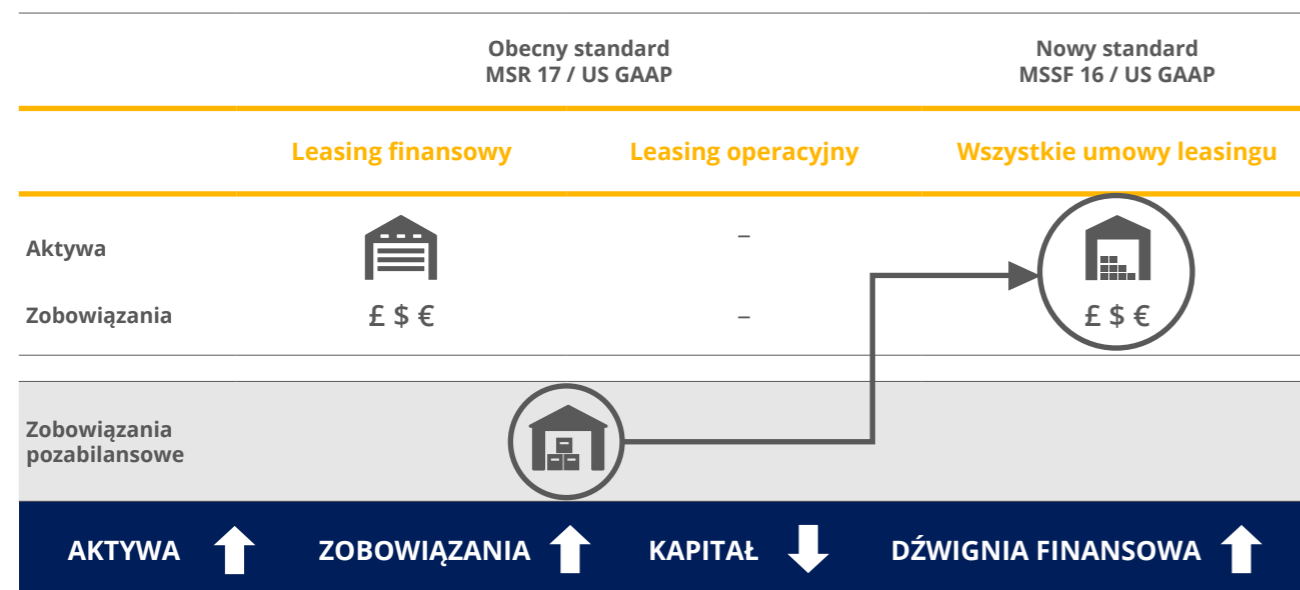 Obecny standard
MSR 17 / US GAAP
Nowy standard
MSSF 16 / US GAAP
Leasing finansowy
Leasing operacyjny
Wszystkie umowy leasingu
Aktywa
–
Zobowiązania
£ $ €
–
£ $ €
Zobowiązania
pozabilansowe
AKTYWA
ZOBOWIĄZANIA
KAPITAŁ
DŹWIGNIA FINANSOWA